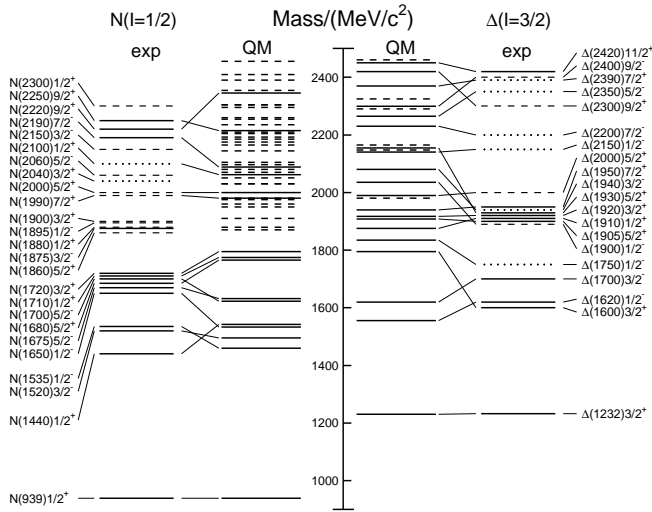 N(I=1/2) Mass/(MeV/c²) Δ(I=3/2)
exp QM QM exp
N(2300)1/2⁺
N(2250)9/2⁻
N(2220)9/2⁺
N(2190)7/2⁻
N(2150)3/2⁻
N(2100)1/2⁺
N(2060)5/2⁻
N(2040)3/2⁺
N(2000)5/2⁺
N(1990)7/2⁺
N(1900)3/2⁺
N(1895)1/2⁻
N(1880)1/2⁺
N(1875)3/2⁻
N(1860)5/2⁺
N(1720)3/2⁺
N(1710)1/2⁺
N(1700)5/2⁻
N(1680)5/2⁺
N(1675)5/2⁻
N(1650)1/2⁻
N(1535)1/2⁻
N(1520)3/2⁻
N(1440)1/2⁺
N(939)1/2⁺
2400
2200
2000
1800
1600
1400
1200
1000
Δ(2420)11/2⁺
Δ(2400)9/2⁻
Δ(2390)7/2⁺
Δ(2350)5/2⁻
Δ(2300)9/2⁺
Δ(2200)7/2⁻
Δ(2150)1/2⁻
Δ(2000)5/2⁺
Δ(1950)7/2⁺
Δ(1940)3/2⁻
Δ(1930)5/2⁻
Δ(1920)3/2⁺
Δ(1910)1/2⁺
Δ(1905)5/2⁺
Δ(1900)1/2⁻
Δ(1750)1/2⁻
Δ(1700)3/2⁻
Δ(1620)1/2⁻
Δ(1600)3/2⁺
Δ(1232)3/2⁺